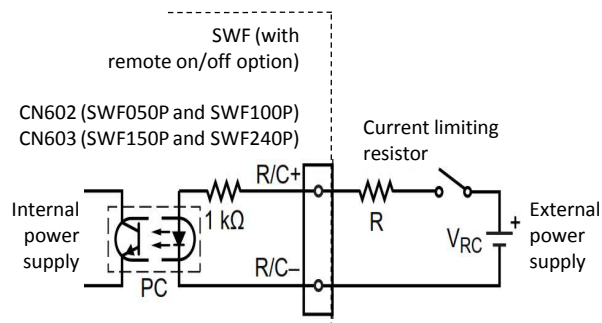 SWF (with
remote on/off option)
CN602 (SWF050P and SWF100P)
CN603 (SWF150P and SWF240P)
Current limiting
resistor
R/C+
1 kΩ
R
Internal
power
supply
PC
R/C–
VRC
+
External
power
supply